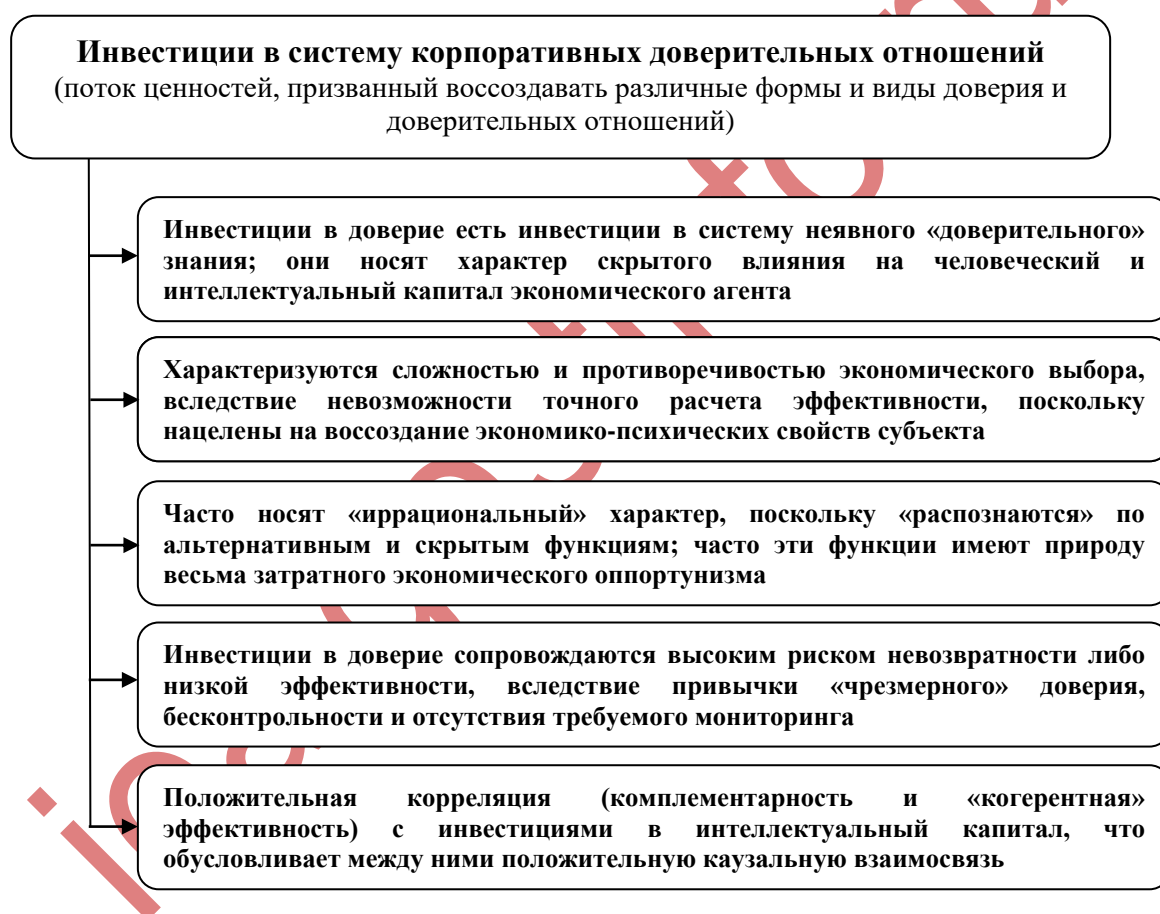 Инвестиции в систему корпоративных доверительных отношений
(поток ценностей, призванный воссоздавать различные формы и виды доверия и
доверительных отношений)
Инвестиции в доверие есть инвестиции в систему неявного «доверительного»
знания; они носят характер скрытого влияния на человеческий и
интеллектуальный капитал экономического агента
Характеризуются сложностью и противоречивостью экономического выбора,
вследствие невозможности точного расчета эффективности, поскольку
нацелены на воссоздание экономико-психических свойств субъекта
Часто носят «иррациональный» характер, поскольку «распознаются» по
альтернативным и скрытым функциям; часто эти функции имеют природу
весьма затратного экономического оппортунизма
Инвестиции в доверие сопровождаются высоким риском невозвратности либо
низкой эффективности, вследствие привычки «чрезмерного» доверия,
бесконтрольности и отсутствия требуемого мониторинга
Положительная корреляция (комплементарность и «когерентная»
эффективность) с инвестициями в интеллектуальный капитал, что
обусловливает между ними положительную каузальную взаимосвязь